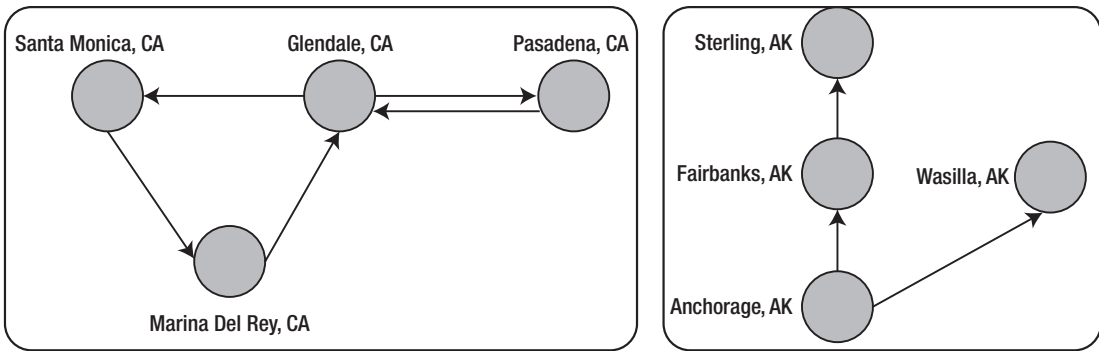 Santa Monica, CA
Glendale, CA
Pasadena, CA
Marina Del Rey, CA
Sterling, AK
Fairbanks, AK
Wasilla, AK
Anchorage, AK